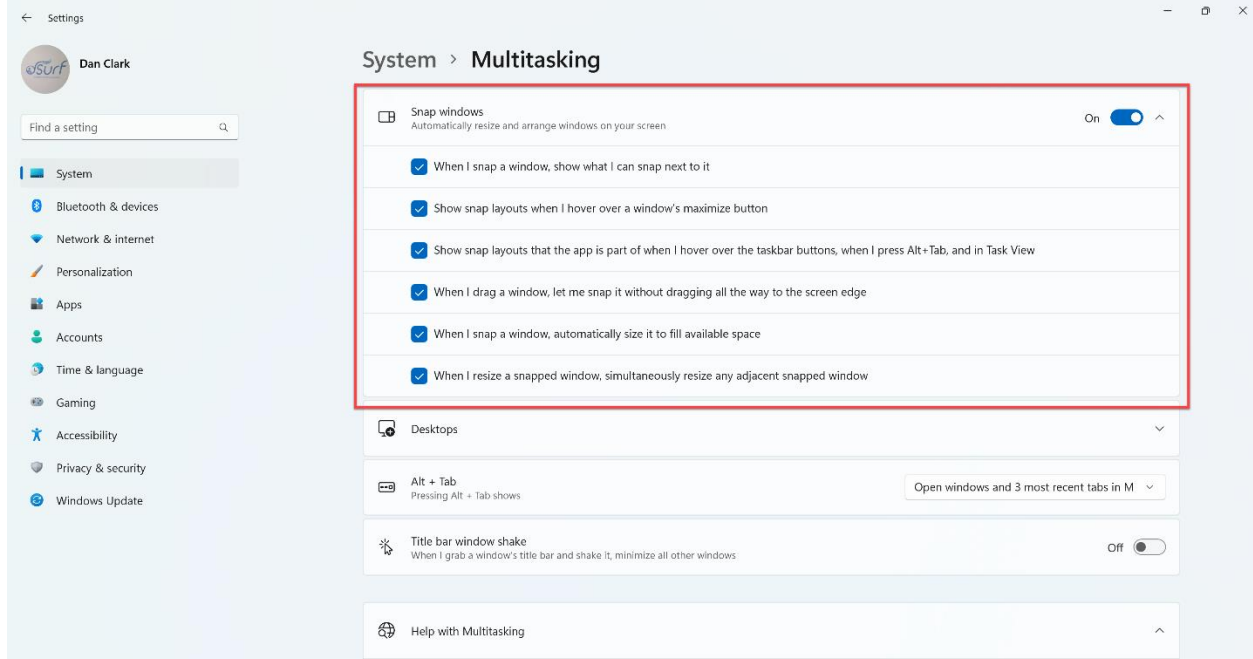 Settings
Dan Clark
dSurf
Find a setting
System
Bluetooth & devices
Network & internet
Personalization
Apps
Accounts
Time & language
Gaming
Accessibility
Privacy & security
Windows Update
System > Multitasking
Snap windows
Automatically resize and arrange windows on your screen
On
When I snap a window, show what I can snap next to it
Show snap layouts when I hover over a window's maximize button
Show snap layouts that the app is part of when I hover over the taskbar buttons, when I press Alt+Tab, and in Task View
When I drag a window, let me snap it without dragging all the way to the screen edge
When I snap a window, automatically size it to fill available space
When I resize a snapped window, simultaneously resize any adjacent snapped window
Desktops
Alt + Tab
Pressing Alt + Tab shows
Open windows and 3 most recent tabs in M
Title bar window shake
When I grab a window's title bar and shake it, minimize all other windows
Off
Help with Multitasking